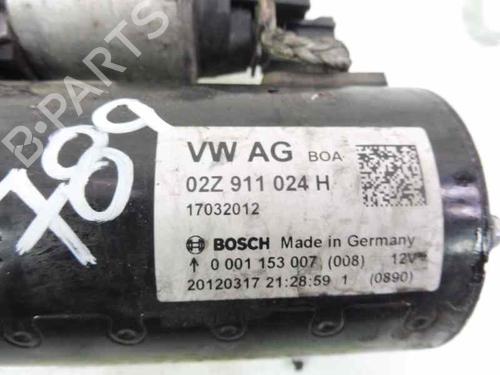 B-PARTS
789
VW AG BOA
02Z 911 024 H
17032012
BOSCH Made in Germany
↑ 0 001 153 007 (008) 12V
20120317 21:28:59 1 (0890)